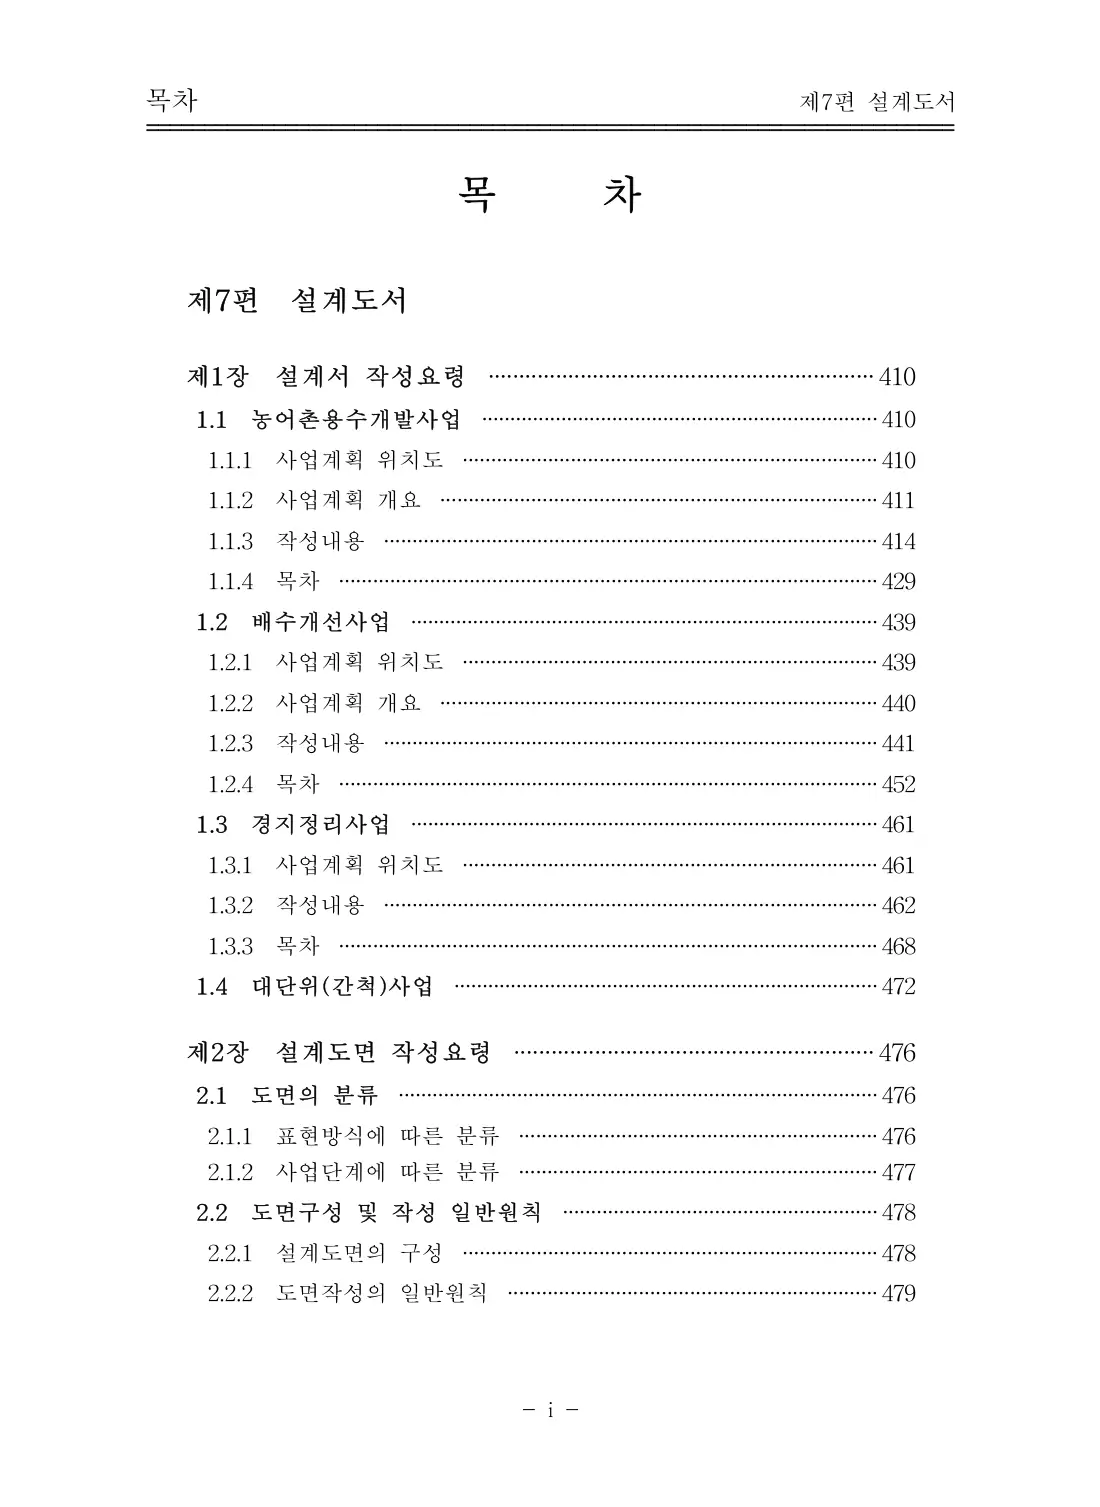 목차 제7편 설계도서
목 차
제7편 설계도서
제1장 설계서 작성요령 ································ 410
1.1 농어촌용수개발사업 ································ 410
1.1.1 사업계획 위치도 ································ 410
1.1.2 사업계획 개요 ································ 411
1.1.3 작성내용 ································ 414
1.1.4 목차 ································ 429
1.2 배수개선사업 ································ 439
1.2.1 사업계획 위치도 ································ 439
1.2.2 사업계획 개요 ································ 440
1.2.3 작성내용 ································ 441
1.2.4 목차 ································ 452
1.3 경지정리사업 ································ 461
1.3.1 사업계획 위치도 ································ 461
1.3.2 작성내용 ································ 462
1.3.3 목차 ································ 468
1.4 대단위(간척)사업 ································ 472
제2장 설계도면 작성요령 ································ 476
2.1 도면의 분류 ································ 476
2.1.1 표현방식에 따른 분류 ································ 476
2.1.2 사업단계에 따른 분류 ································ 477
2.2 도면구성 및 작성 일반원칙 ································ 478
2.2.1 설계도면의 구성 ································ 478
2.2.2 도면작성의 일반원칙 ································ 479
- i -